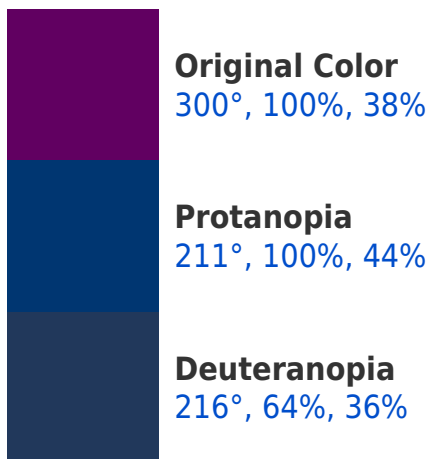 Original Color
300°, 100%, 38%
Protanopia
211°, 100%, 44%
Deuteranopia
216°, 64%, 36%